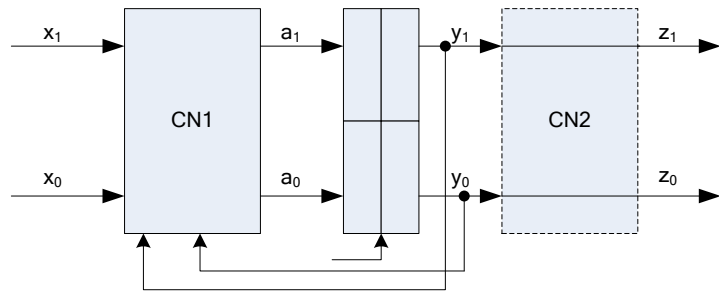 x₁ a₁ y₁ z₁
CN1 CN2
x₀ a₀ y₀ z₀